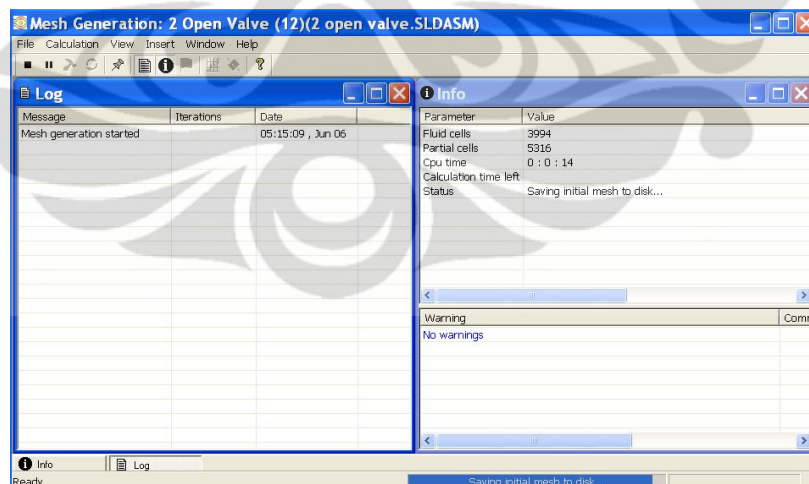 Mesh Generation: 2 Open Valve (12)(2 open valve.SLDASM)
File Calculation View Insert Window Help
Log
Message Iterations Date
Mesh generation started 05:15:09 , Jun 06
Info
Parameter Value
Fluid cells 3994
Partial cells 5316
Cpu time 0 : 0 : 14
Calculation time left
Status Saving initial mesh to disk...
Warning Comm
No warnings
Info Log
Ready Saving initial mesh to disk